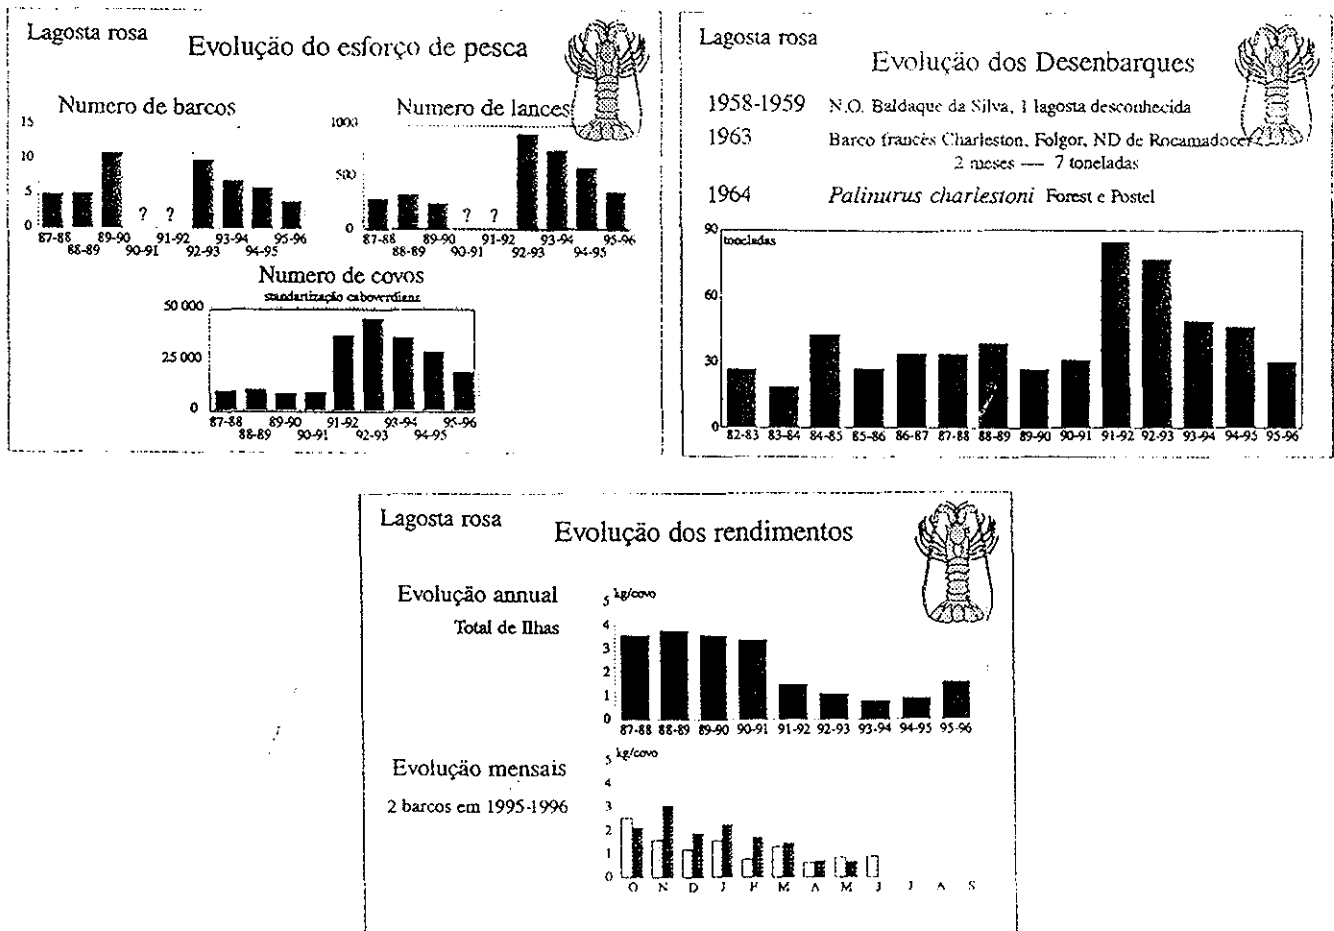 Lagosta rosa
Evolução do esforço de pesca
Numero de barcos
15
10
5
0
? ?
87-88 89-90 91-92 93-94 95-96
88-89 90-91 92-93 94-95
Numero de lances
1000
500
0
? ?
87-88 89-90 91-92 93-94 95-96
88-89 90-91 92-93 94-95
Numero de covos
standartização caboverdiana
50 000
25 000
0
87-88 89-90 91-92 93-94 95-96
88-89 90-91 92-93 94-95
Lagosta rosa
Evolução dos Desenbarques
1958-1959 N.O. Baldaque da Silva, 1 lagosta desconhecida
1963 Barco francês Charleston, Folgor, ND de Rocamadocer
2 meses — 7 toneladas
1964 Palinurus charlestoni Forest e Postel
90
toneladas
60
30
0
82-83 83-84 84-85 85-86 86-87 87-88 88-89 89-90 90-91 91-92 92-93 93-94 94-95 95-96
Lagosta rosa
Evolução dos rendimentos
Evolução annual
Total de Ilhas
5 kg/covo
4
3
2
1
0
87-88 88-89 89-90 90-91 91-92 92-93 93-94 94-95 95-96
Evolução mensais
2 barcos em 1995-1996
5 kg/covo
4
3
2
1
0
O N D J F M A M J J A S